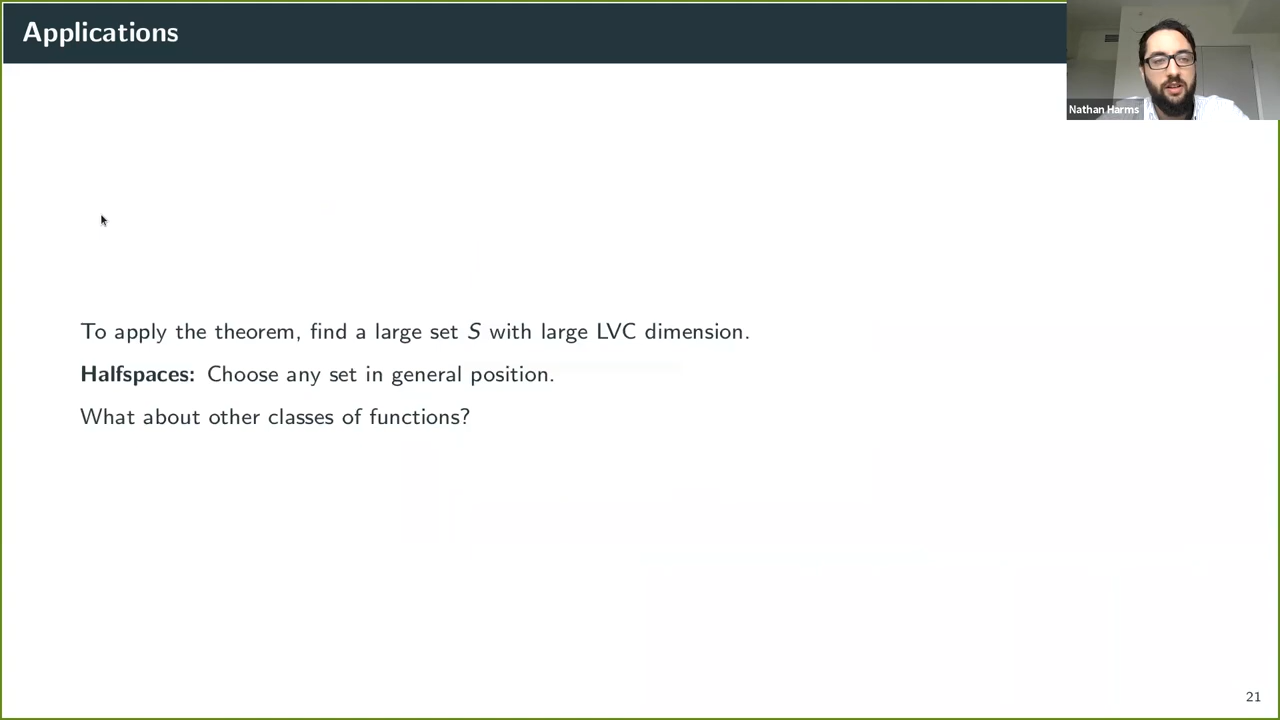 Applications
Nathan Harms
To apply the theorem, find a large set S with large LVC dimension.
Halfspaces: Choose any set in general position.
What about other classes of functions?
21